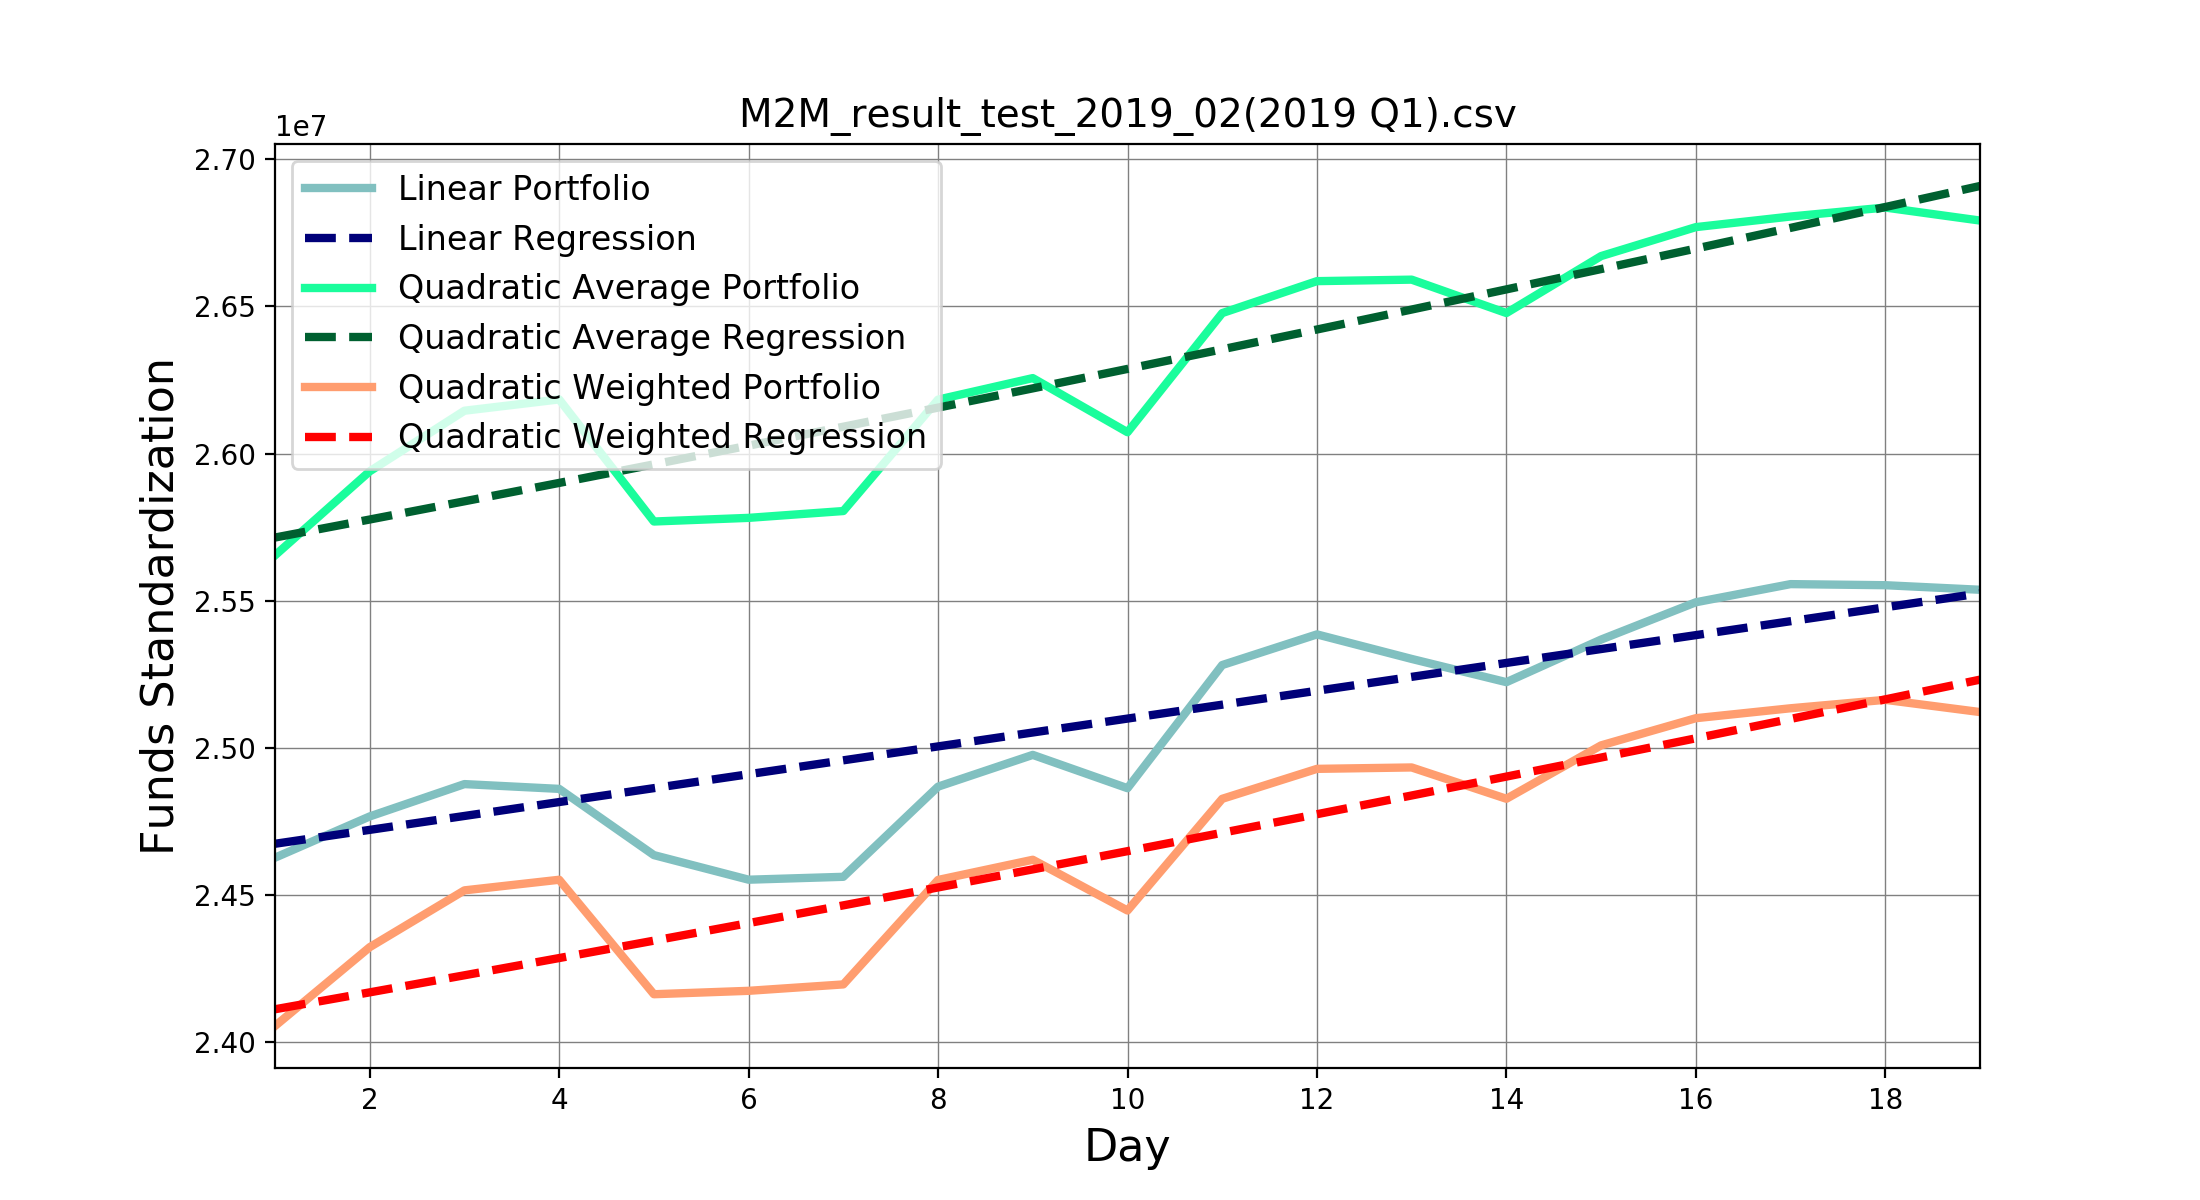 M2M_result_test_2019_02(2019 Q1).csv
1e7
2.70
2.65
2.60
2.55
2.50
2.45
2.40
Funds Standardization
Linear Portfolio
Linear Regression
Quadratic Average Portfolio
Quadratic Average Regression
Quadratic Weighted Portfolio
Quadratic Weighted Regression
2 4 6 8 10 12 14 16 18
Day